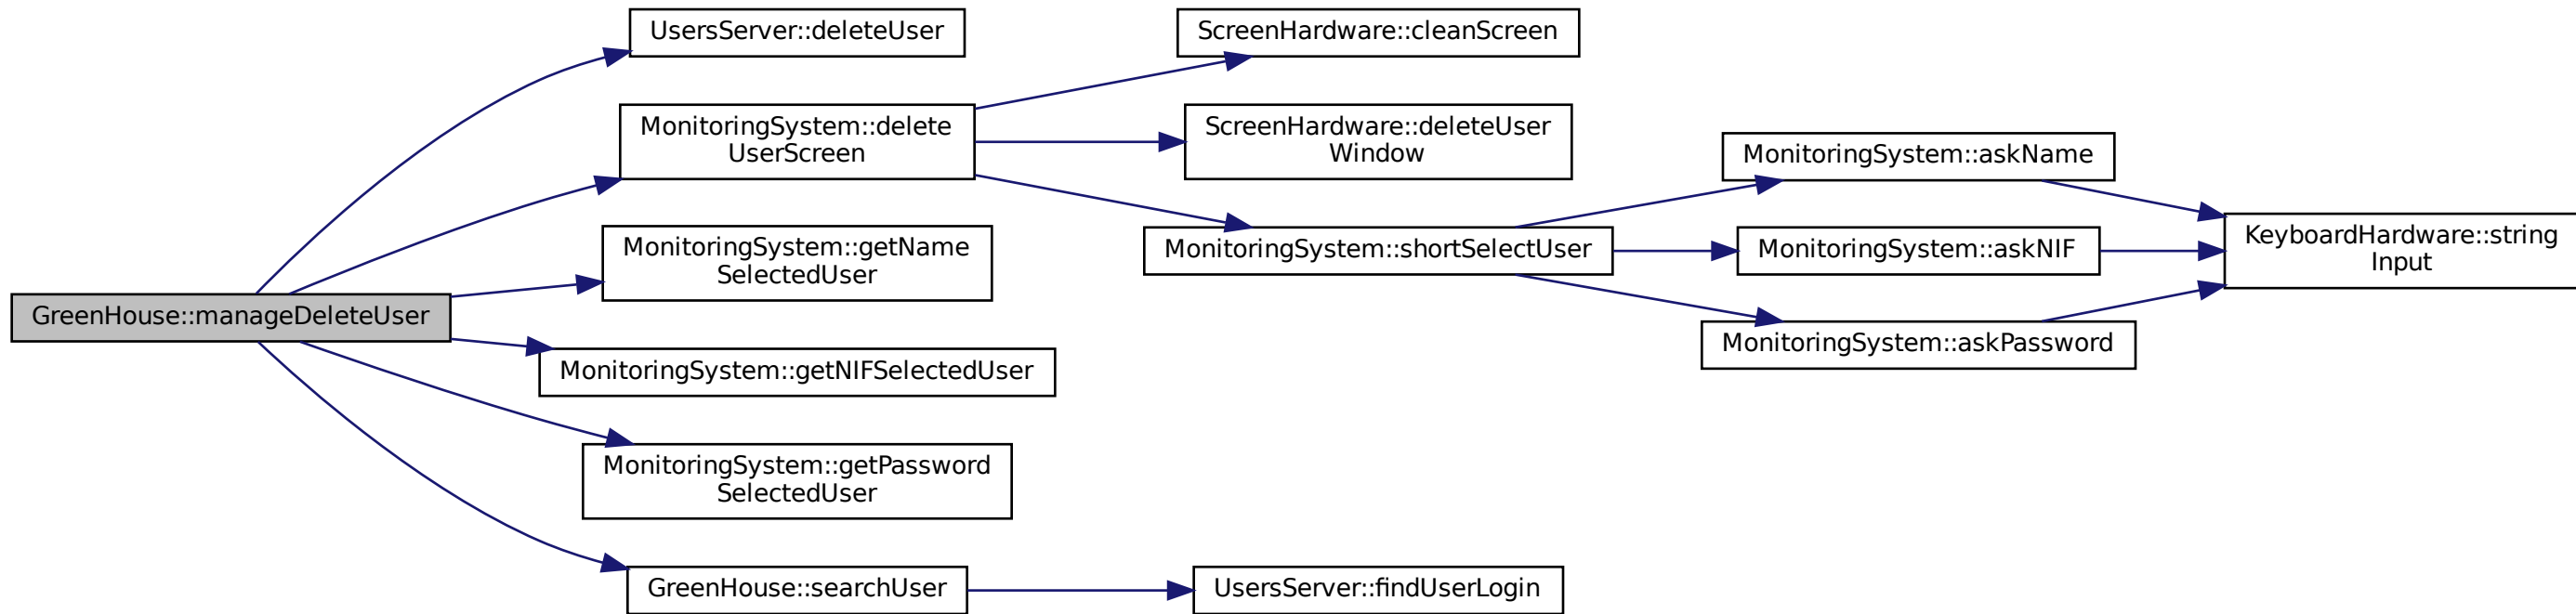 GreenHouse::manageDeleteUser
UsersServer::deleteUser
MonitoringSystem::delete
UserScreen
MonitoringSystem::getName
SelectedUser
MonitoringSystem::getNIFSelectedUser
MonitoringSystem::getPassword
SelectedUser
GreenHouse::searchUser
ScreenHardware::cleanScreen
ScreenHardware::deleteUser
Window
MonitoringSystem::shortSelectUser
UsersServer::findUserLogin
MonitoringSystem::askName
MonitoringSystem::askNIF
MonitoringSystem::askPassword
KeyboardHardware::string
Input